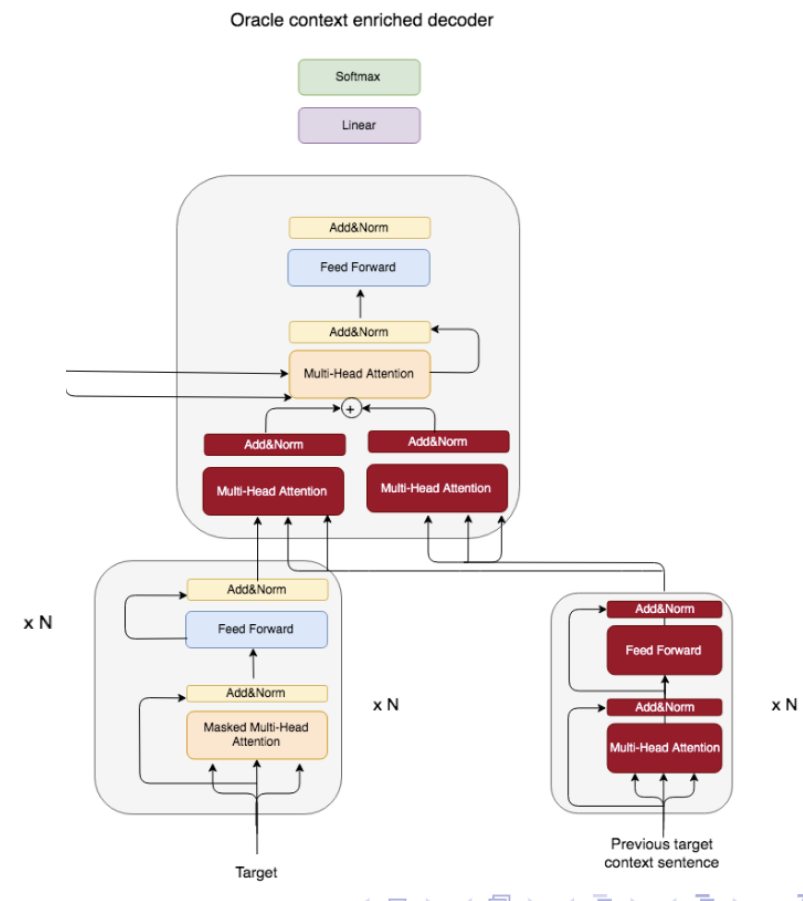 Oracle context enriched decoder
Softmax
Linear
Add&Norm
Feed Forward
Add&Norm
Multi-Head Attention
+
Add&Norm
Add&Norm
Multi-Head Attention
Multi-Head Attention
Add&Norm
Feed Forward
Add&Norm
Masked Multi-Head
Attention
Target
x N
x N
Add&Norm
Feed Forward
Add&Norm
Multi-Head Attention
x N
Previous target
context sentence